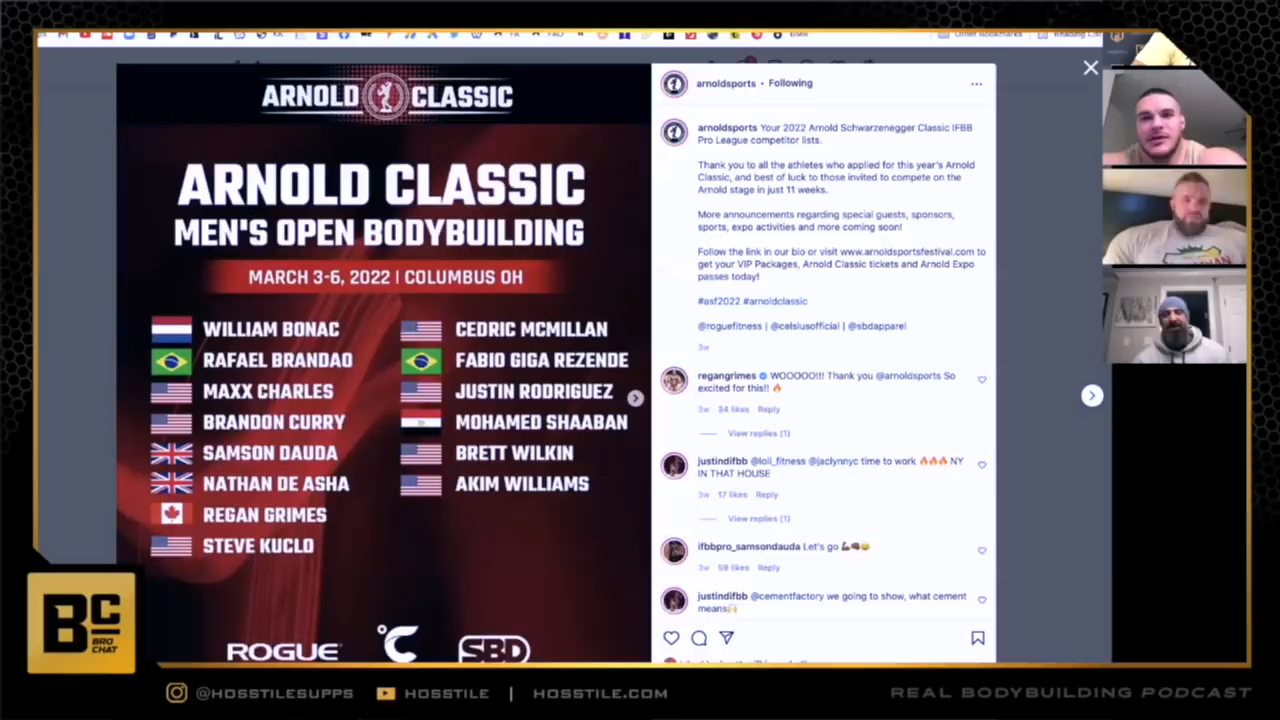 ARNOLD CLASSIC
ARNOLD CLASSIC
MEN'S OPEN BODYBUILDING
MARCH 3-6, 2022 | COLUMBUS OH
WILLIAM BONAC
RAFAEL BRANDAO
MAXX CHARLES
BRANDON CURRY
SAMSON DAUDA
NATHAN DE ASHA
REGAN GRIMES
STEVE KUCLO
CEDRIC MCMILLAN
FABIO GIGA REZENDE
JUSTIN RODRIGUEZ
MOHAMED SHAABAN
BRETT WILKIN
AKIM WILLIAMS
ROGUE
SBD
arnoldsports • Following
arnoldsports Your 2022 Arnold Schwarzenegger Classic IFBB
Pro League competitor lists.
Thank you to all the athletes who applied for this year's Arnold
Classic, and best of luck to those invited to compete on the
Arnold stage in just 11 weeks.
More announcements regarding special guests, sponsors,
sports, expo activities and more coming soon!
Follow the link in our bio or visit www.arnoldsportsfestival.com to
get your VIP Packages, Arnold Classic tickets and Arnold Expo
passes today!
#asf2022 #arnoldclassic
@roguefitness | @celsiusofficial | @sbdapparel
3w
regangrimes WOOOOO!!! Thank you @arnoldsports So
excited for this!! 🔥
3w 34 likes Reply
View replies (1)
justindifbb @loli_fitness @jaclynnyc time to work 🔥🔥🔥 NY
IN THAT HOUSE
3w 17 likes Reply
View replies (1)
ifbbpro_samsondauda Let's go
3w 59 likes Reply
justindifbb @cementfactory we going to show, what cement
means
Other Bookmarks
Reading List
BC
BRO
CHAT
@HOSSTILESUPPS
HOSSTILE | HOSSTILE.COM
REAL BODYBUILDING PODCAST